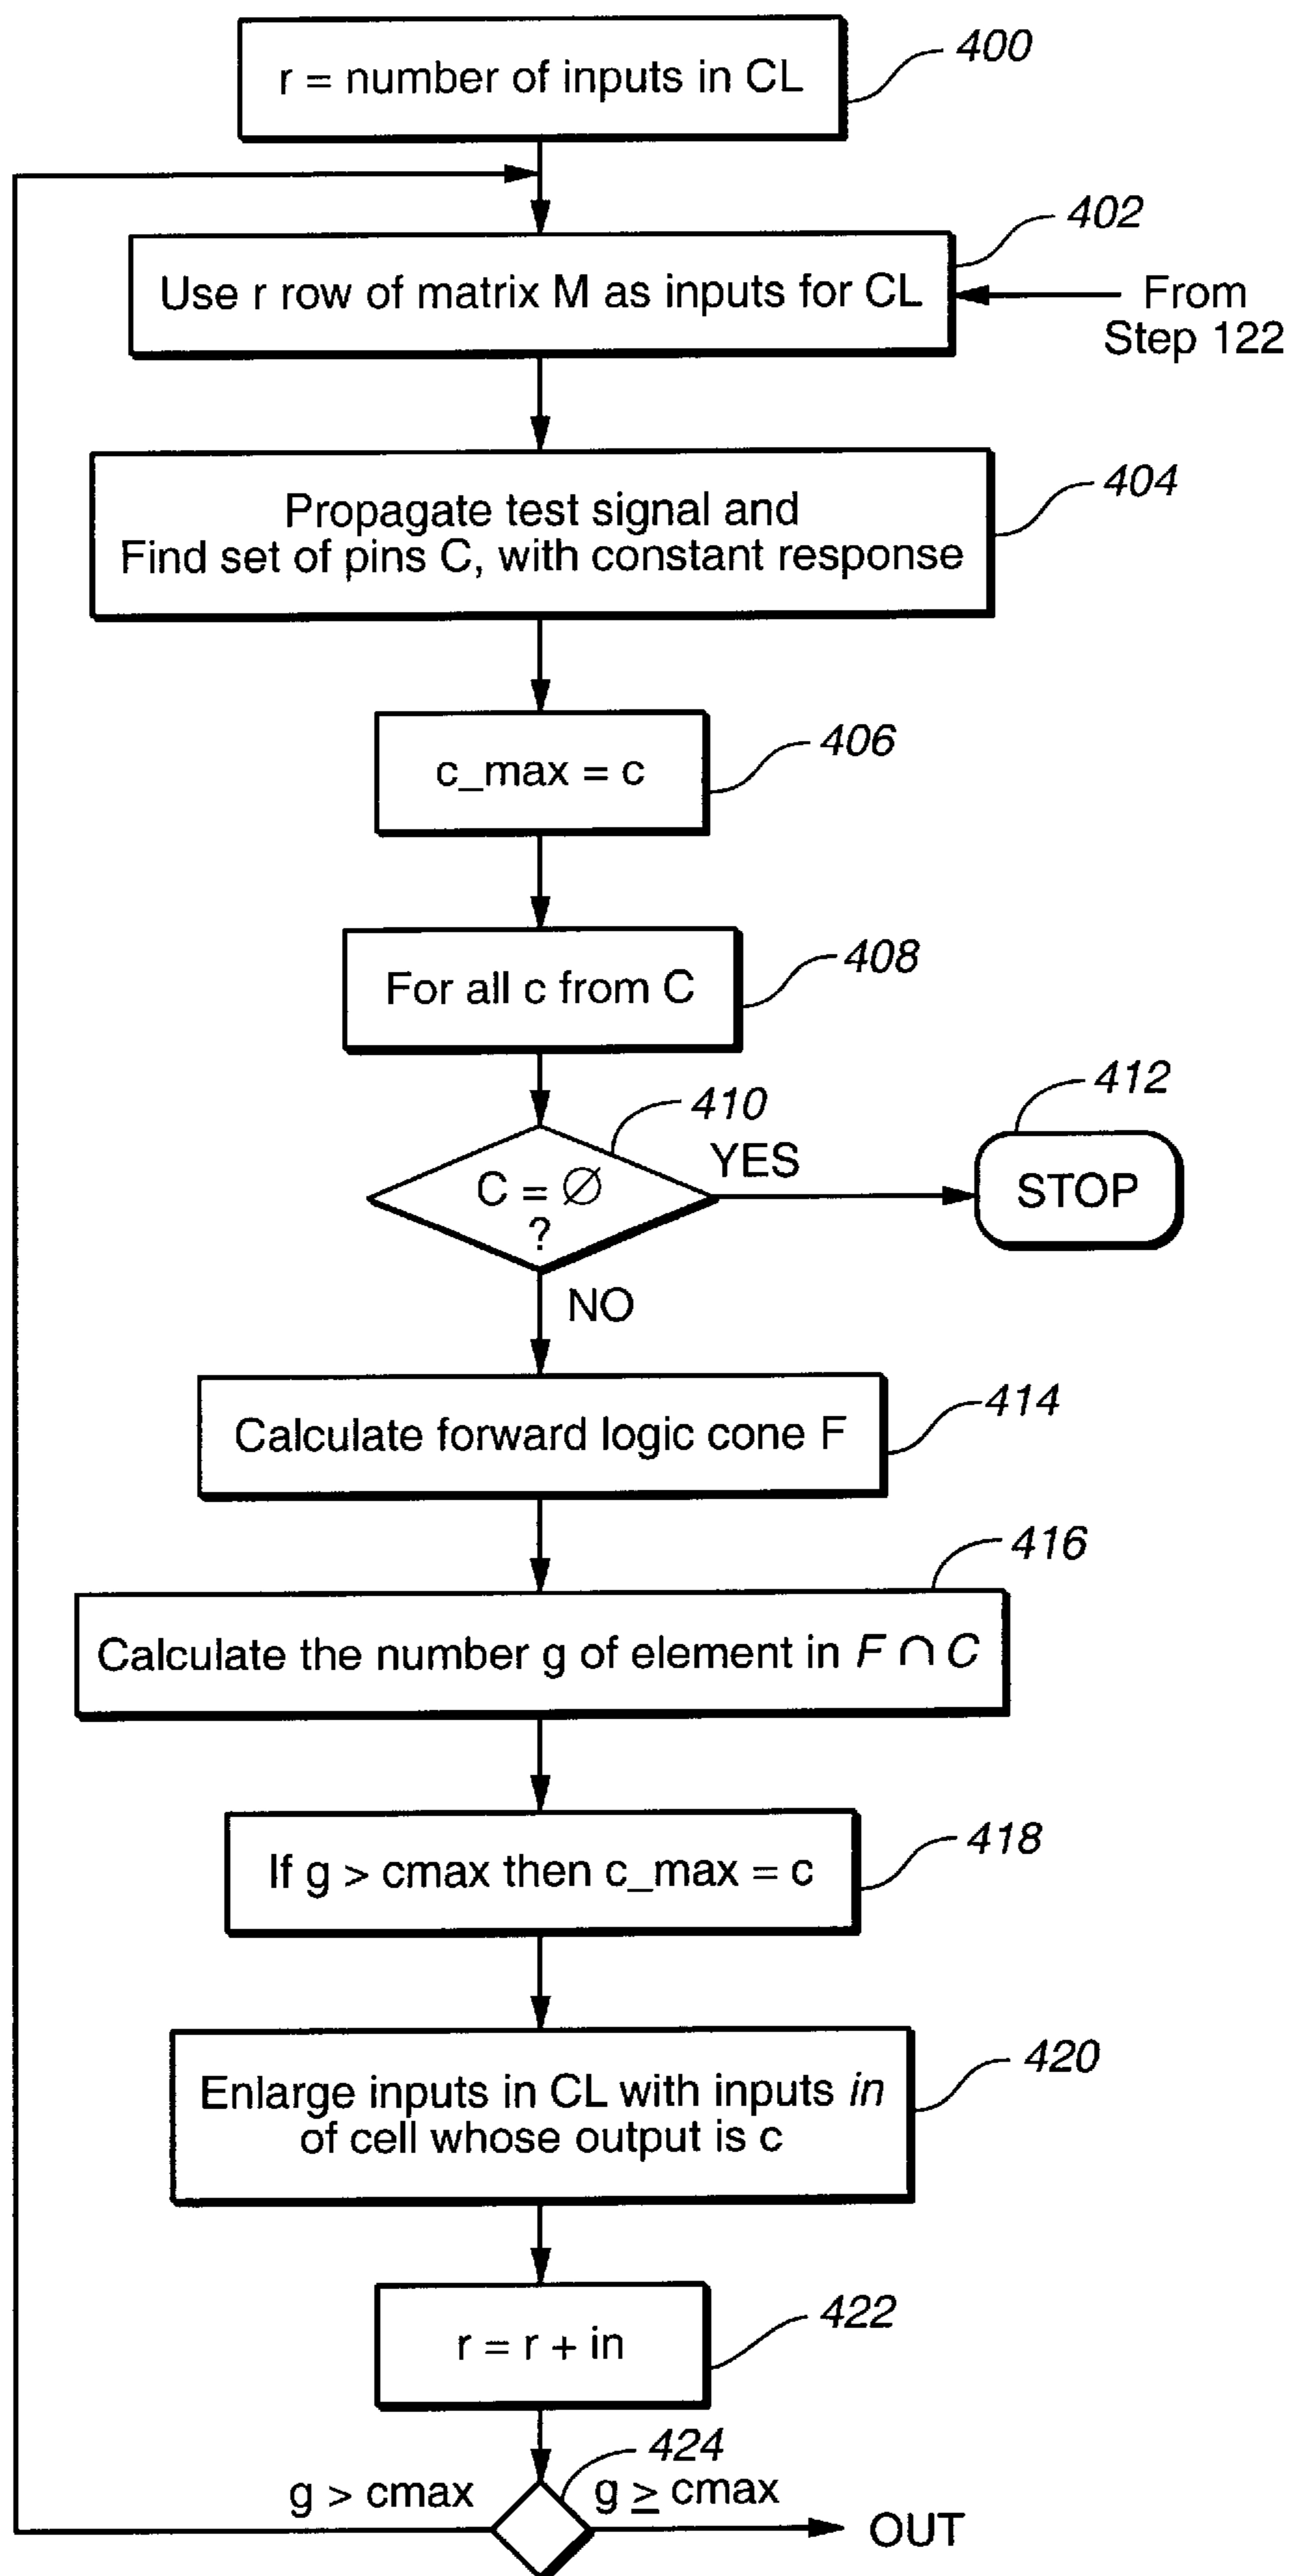 r = number of inputs in CL
400
Use r row of matrix M as inputs for CL
402
From
Step 122
Propagate test signal and
Find set of pins C, with constant response
404
c_max = c
406
For all c from C
408
C = ∅
?
410
YES
STOP
412
NO
Calculate forward logic cone F
414
Calculate the number g of element in F ∩ C
416
If g > cmax then c_max = c
418
Enlarge inputs in CL with inputs in
of cell whose output is c
420
r = r + in
422
424
g > cmax
g ≥ cmax
OUT